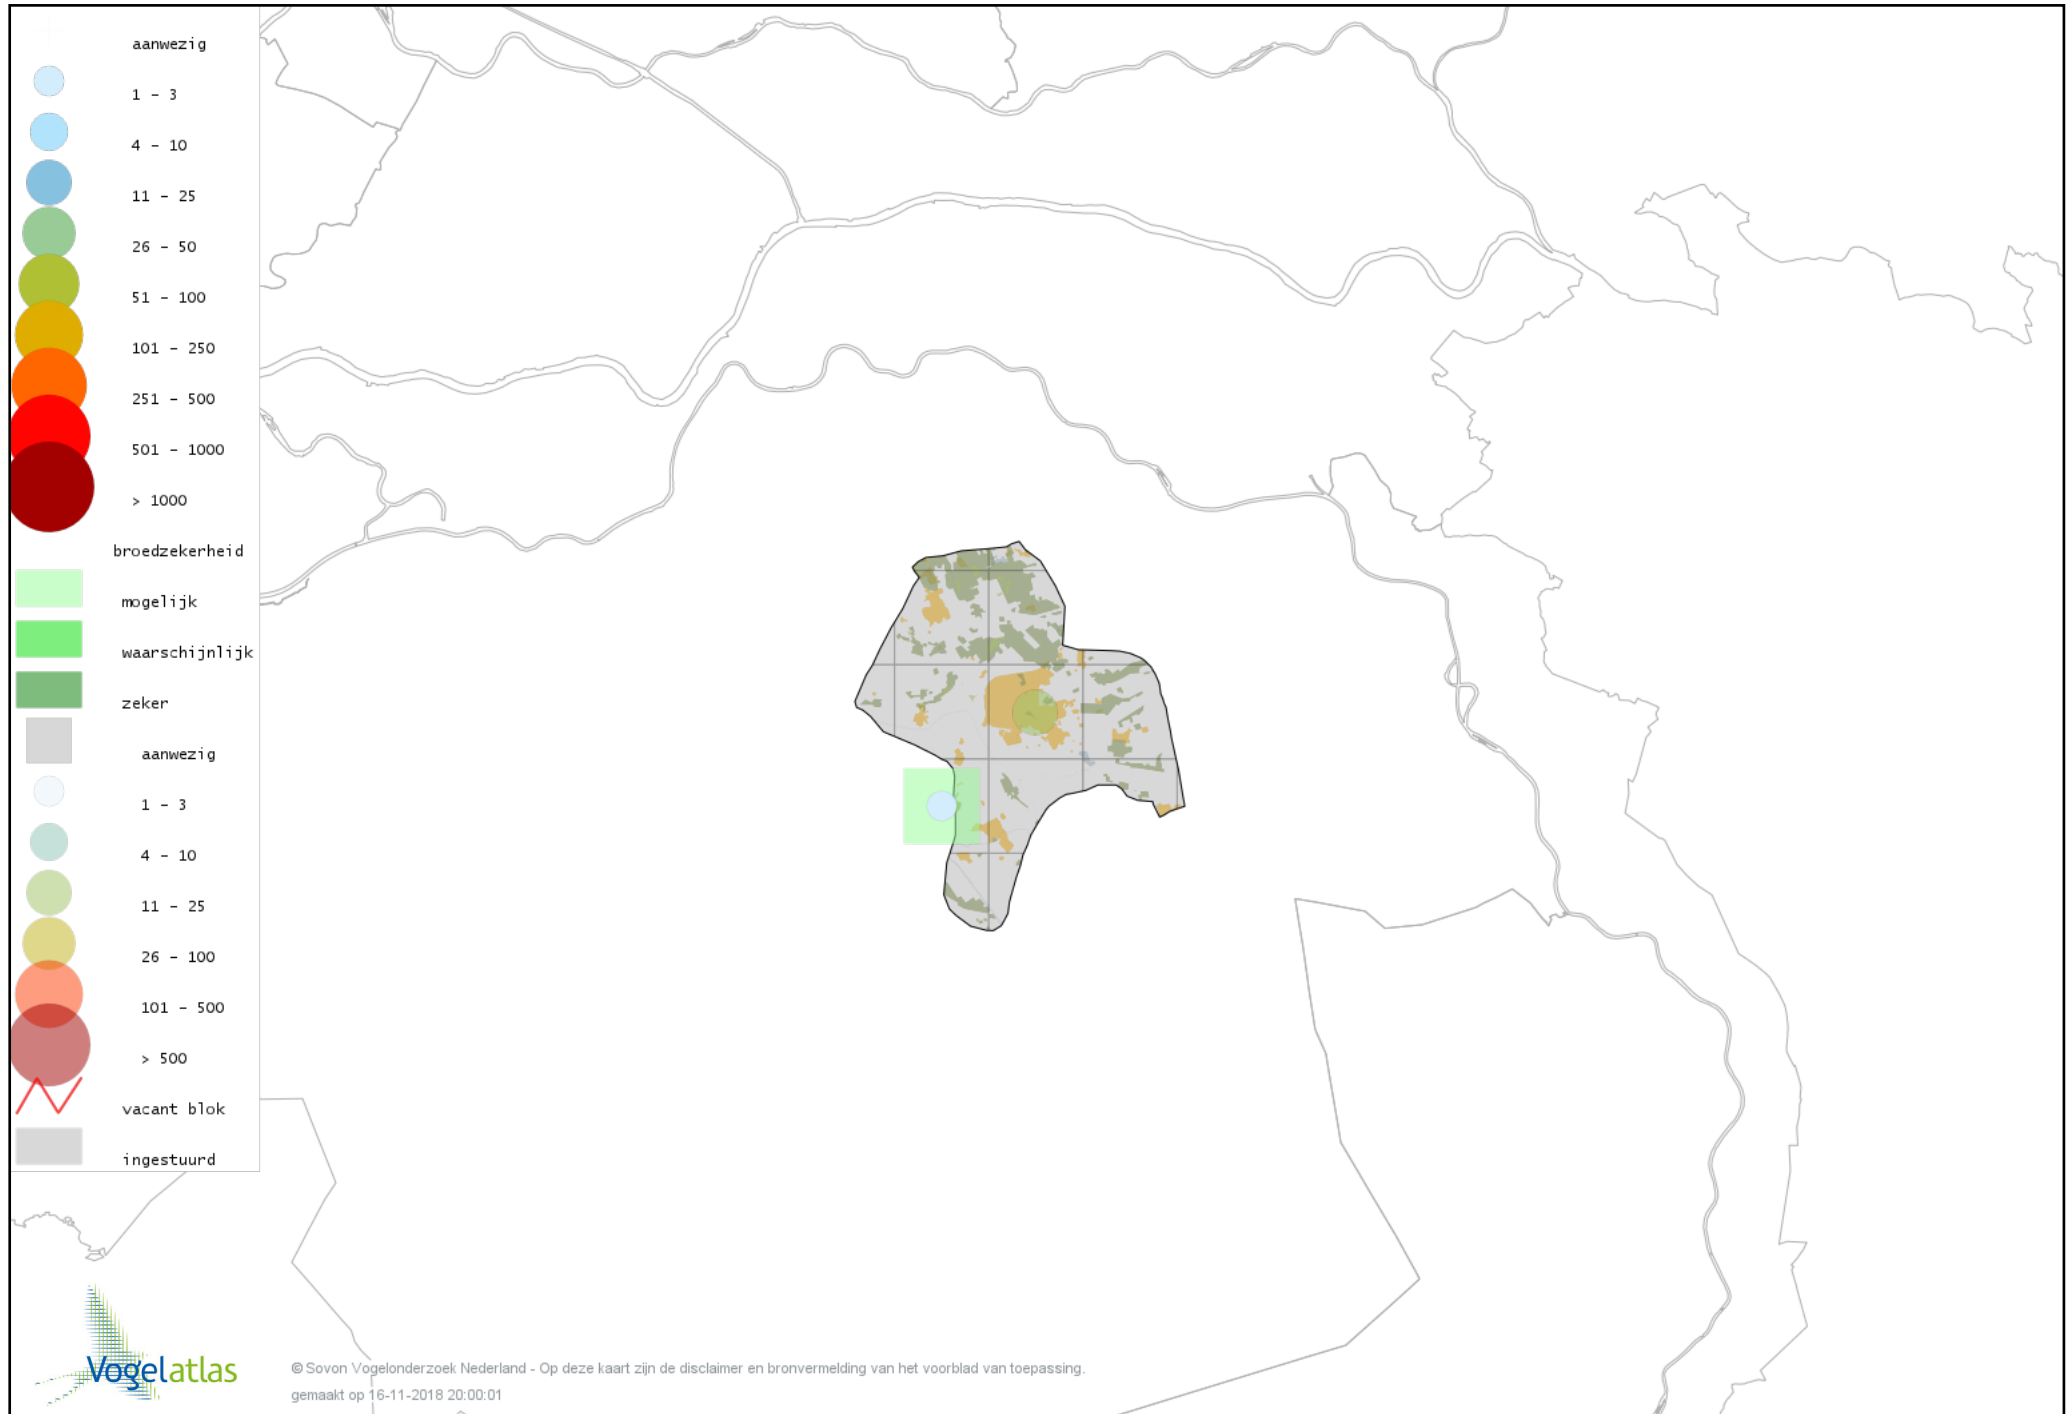 aanwezig
1 - 3
4 - 10
11 - 25
26 - 50
51 - 100
101 - 250
251 - 500
501 - 1000
> 1000
broedzekerheid
mogelijk
waarschijnlijk
zeker
aanwezig
1 - 3
4 - 10
11 - 25
26 - 100
101 - 500
> 500
vacant blok
ingestuurd
Vogelatlas
© Sovon Vogelonderzoek Nederland - Op deze kaart zijn de disclaimer en bronvermelding van het voorblad van toepassing.
gemaakt op 16-11-2018 20:00:01